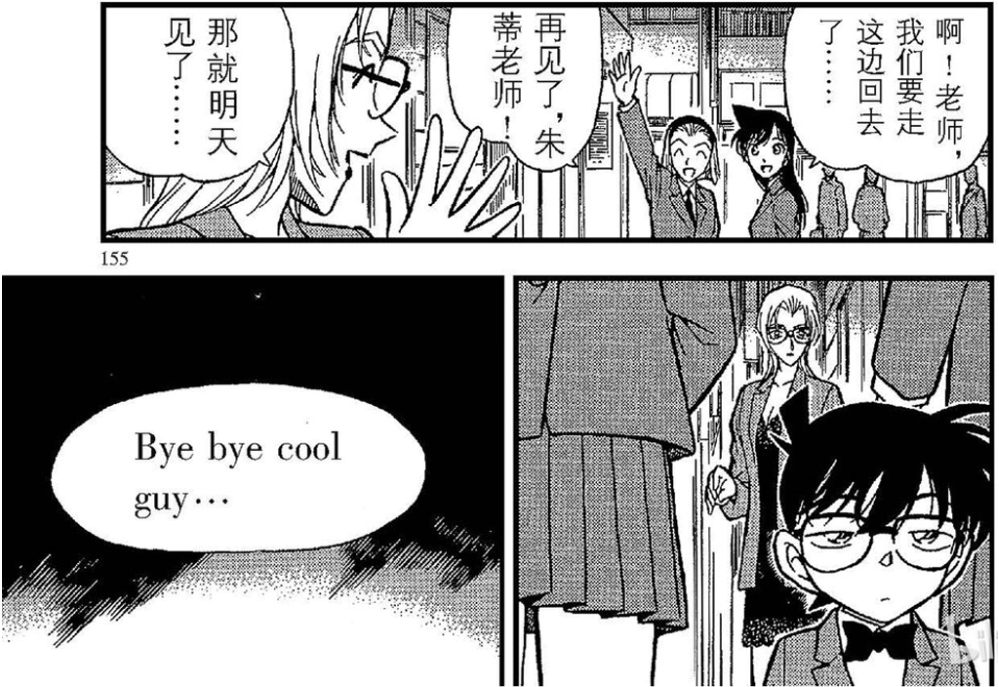 啊！老师，
我们要走
这边回去
了……
再见了，朱
蒂老师！
那就明天
见了……
155
Bye bye cool
guy…